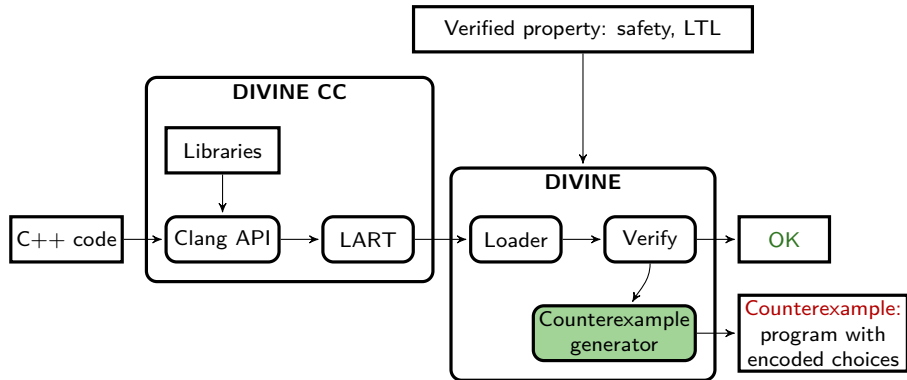 Verified property: safety, LTL
DIVINE CC
Libraries
DIVINE
C++ code
Clang API
LART
Loader
Verify
OK
Counterexample
generator
Counterexample:
program with
encoded choices